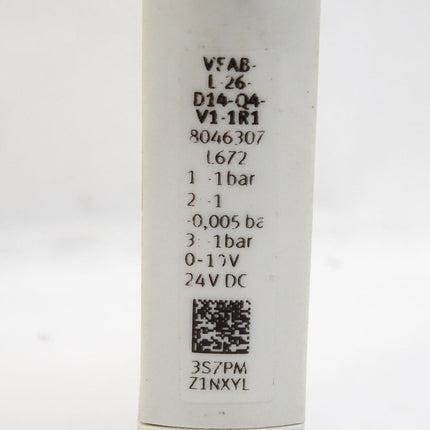 VEAB-
L-26-
D14-Q4-
V1-1R1
8046307
L672
1: -1bar
2: -1
-0,005 ba
3: -1bar
0-10V
24V DC
3S7PM
Z1NXYL